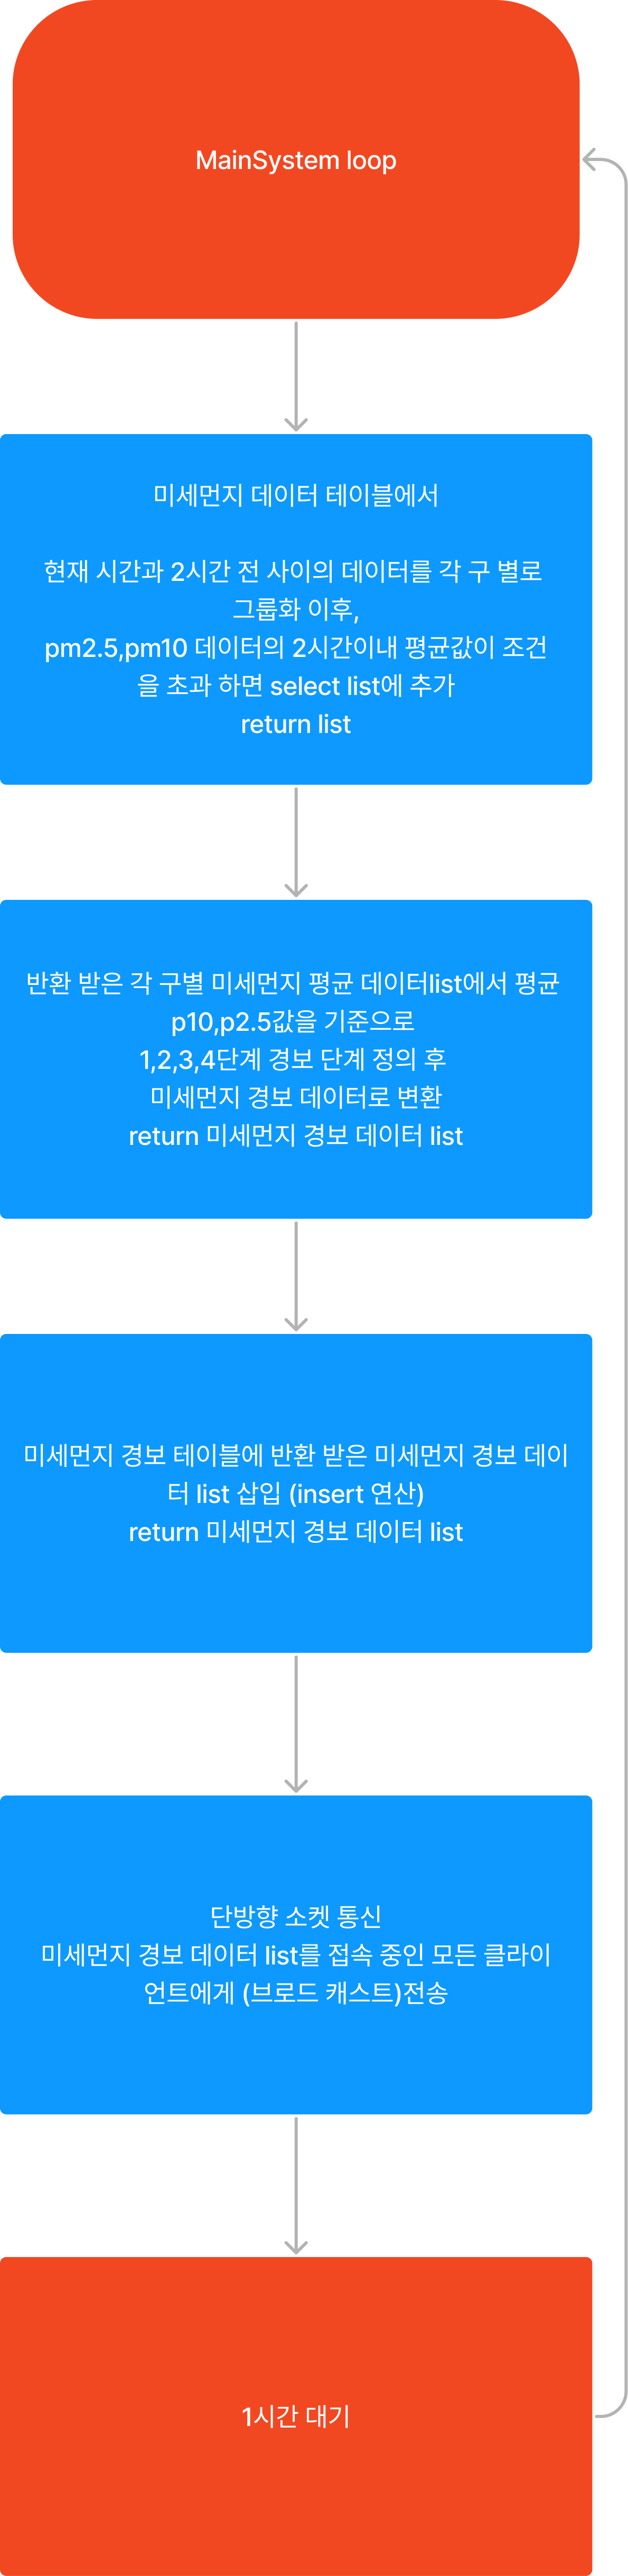 MainSystem loop
미세먼지 데이터 테이블에서
현재 시간과 2시간 전 사이의 데이터를 각 구 별로
그룹화 이후,
pm2.5,pm10 데이터의 2시간이내 평균값이 조건
을 초과 하면 select list에 추가
return list
반환 받은 각 구별 미세먼지 평균 데이터list에서 평균
p10,p2.5값을 기준으로
1,2,3,4단계 경보 단계 정의 후
미세먼지 경보 데이터로 변환
return 미세먼지 경보 데이터 list
미세먼지 경보 테이블에 반환 받은 미세먼지 경보 데이
터 list 삽입 (insert 연산)
return 미세먼지 경보 데이터 list
단방향 소켓 통신
미세먼지 경보 데이터 list를 접속 중인 모든 클라이
언트에게 (브로드 캐스트)전송
1시간 대기